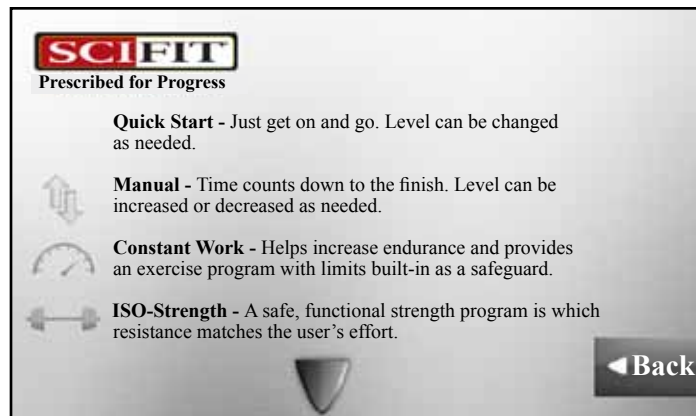 SCIFIT
Prescribed for Progress
Quick Start - Just get on and go. Level can be changed
as needed.
Manual - Time counts down to the finish. Level can be
increased or decreased as needed.
Constant Work - Helps increase endurance and provides
an exercise program with limits built-in as a safeguard.
ISO-Strength - A safe, functional strength program is which
resistance matches the user's effort.
Back